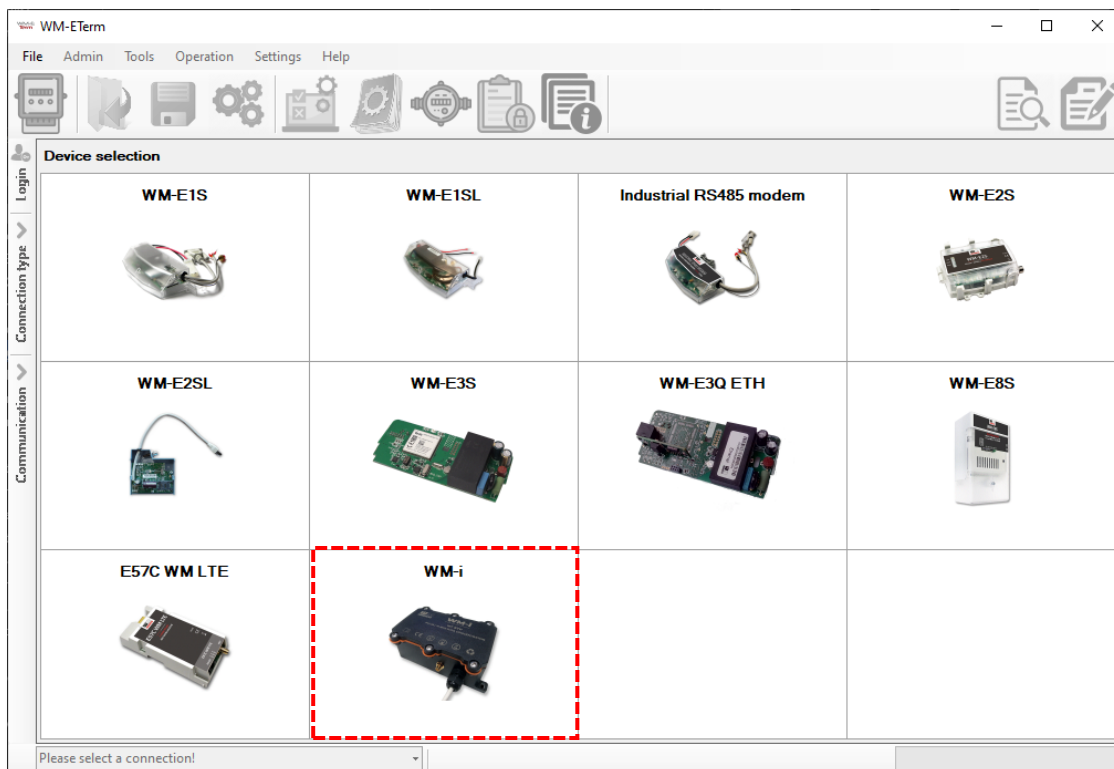 WM-ETerm
File Admin Tools Operation Settings Help
Login
Connection type
Communication
Device selection
WM-E1S
WM-E1SL
Industrial RS485 modem
WM-E2S
WM-E2SL
WM-E3S
WM-E3Q ETH
WM-E8S
E57C WM LTE
WM-i
WM-I
Please select a connection!